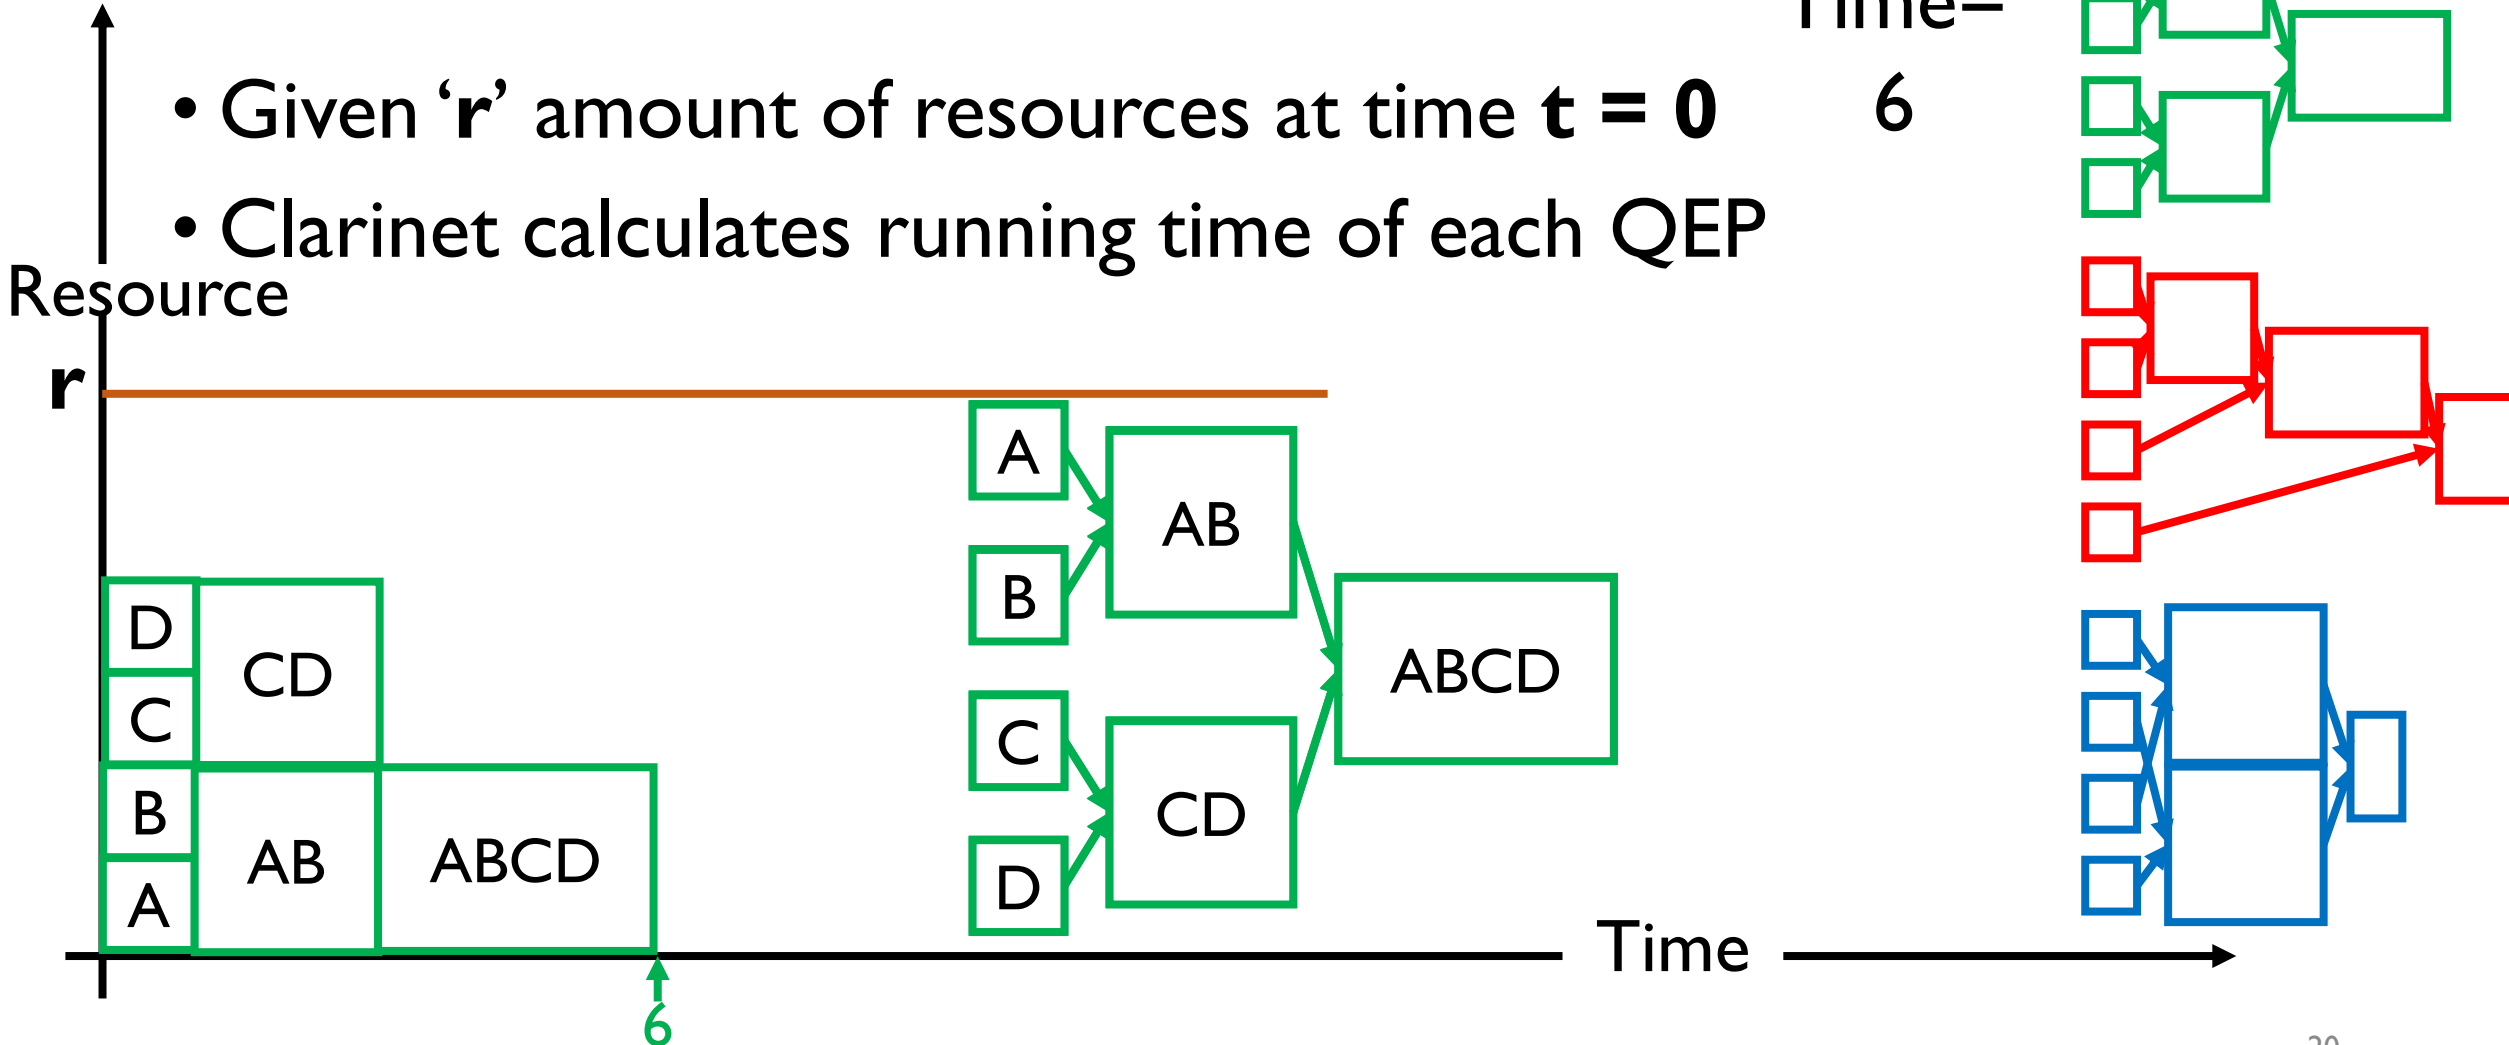 Time=
6
• Given ‘r’ amount of resources at time t = 0
• Clarinet calculates running time of each QEP
Resource
r
A
B
C
D
AB
CD
ABCD
D
C
B
A
CD
AB
ABCD
Time
6